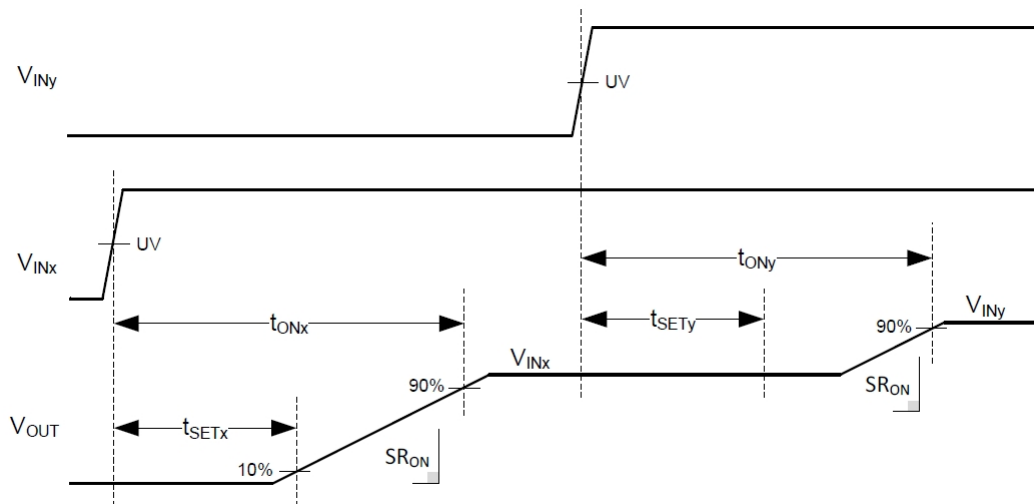 VINy
UV
UV
VINx
tONy
tONx
tSETy
VINy
90%
VINx
90%
SRON
VOUT
tSETx
SRON
10%